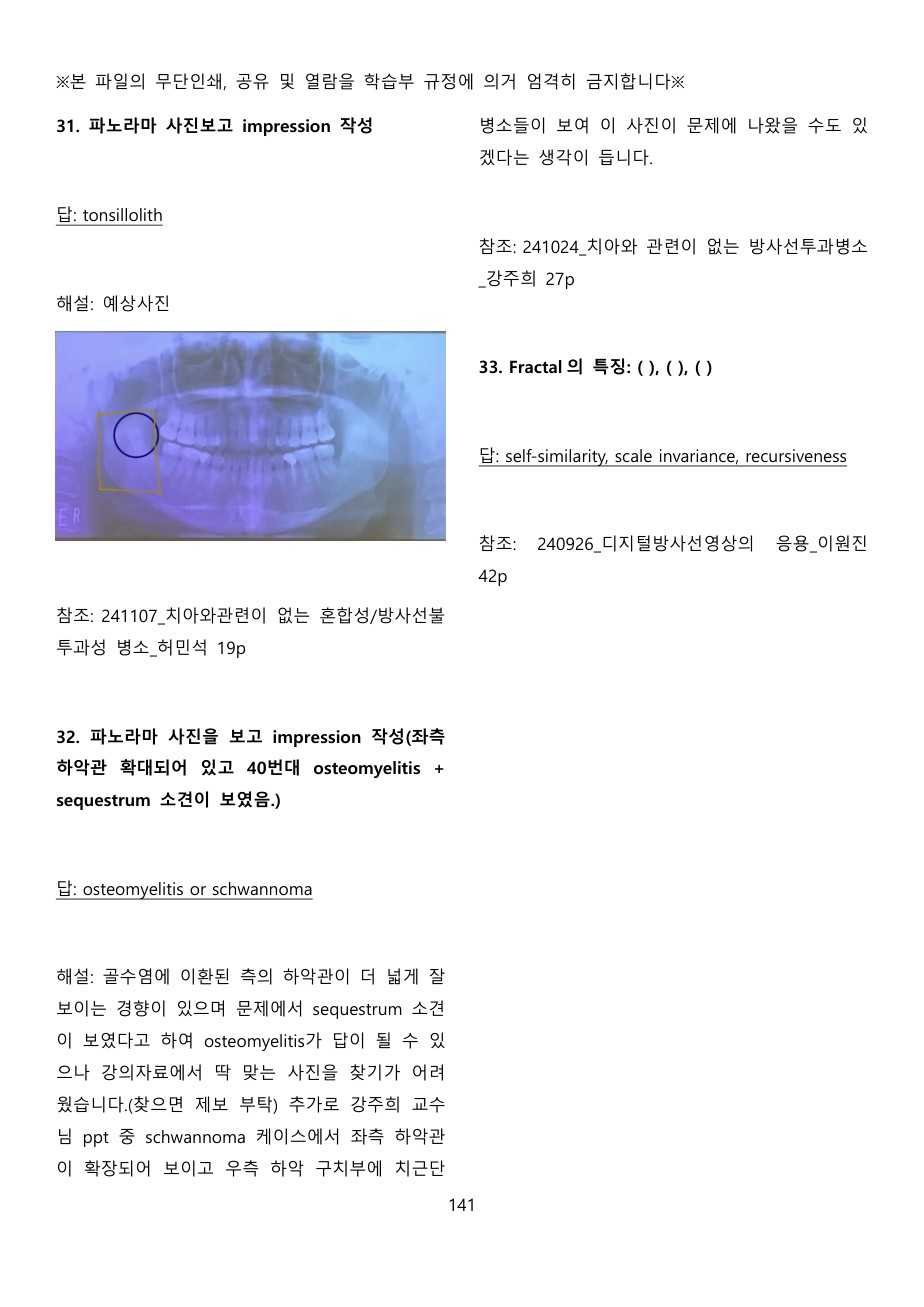 ※본 파일의 무단인쇄, 공유 및 열람을 학습부 규정에 의거 엄격히 금지합니다※
31. 파노라마 사진보고 impression 작성
답: tonsillolith
해설: 예상사진
ER
참조: 241107_치아와관련이 없는 혼합성/방사선불
투과성 병소_허민석 19p
32. 파노라마 사진을 보고 impression 작성(좌측
하악관 확대되어 있고 40번대 osteomyelitis +
sequestrum 소견이 보였음.)
답: osteomyelitis or schwannoma
해설: 골수염에 이환된 측의 하악관이 더 넓게 잘
보이는 경향이 있으며 문제에서 sequestrum 소견
이 보였다고 하여 osteomyelitis가 답이 될 수 있
으나 강의자료에서 딱 맞는 사진을 찾기가 어려
웠습니다.(찾으면 제보 부탁) 추가로 강주희 교수
님 ppt 중 schwannoma 케이스에서 좌측 하악관
이 확장되어 보이고 우측 하악 구치부에 치근단
병소들이 보여 이 사진이 문제에 나왔을 수도 있
겠다는 생각이 듭니다.
참조: 241024_치아와 관련이 없는 방사선투과병소
_강주희 27p
33. Fractal의 특징: ( ), ( ), ( )
답: self-similarity, scale invariance, recursiveness
참조: 240926_디지털방사선영상의 응용_이원진
42p
141